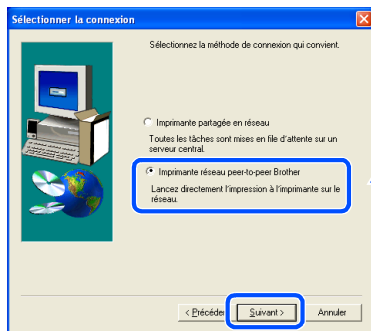 Sélectionner la connexion
Sélectionnez la méthode de connexion qui convient.
Imprimante partagée en réseau
Toutes les tâches sont mises en file d'attente sur un
serveur central.
Imprimante réseau peer-to-peer Brother
Lancez directement l'impression à l'imprimante sur le
réseau.
< Précéden
Suivant >
Annuler